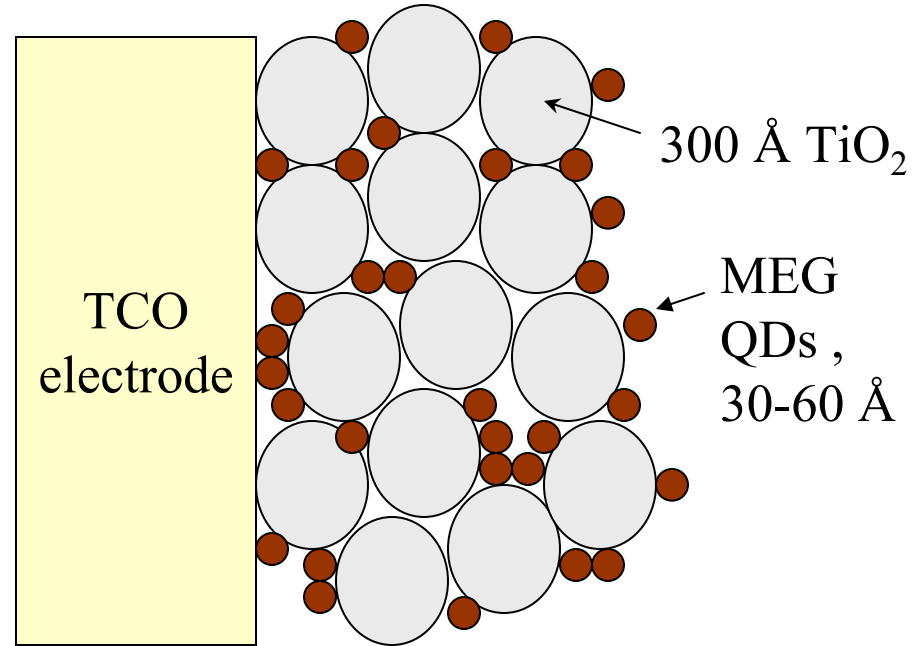 300 Å TiO₂
TCO
electrode
MEG
QDs ,
30-60 Å